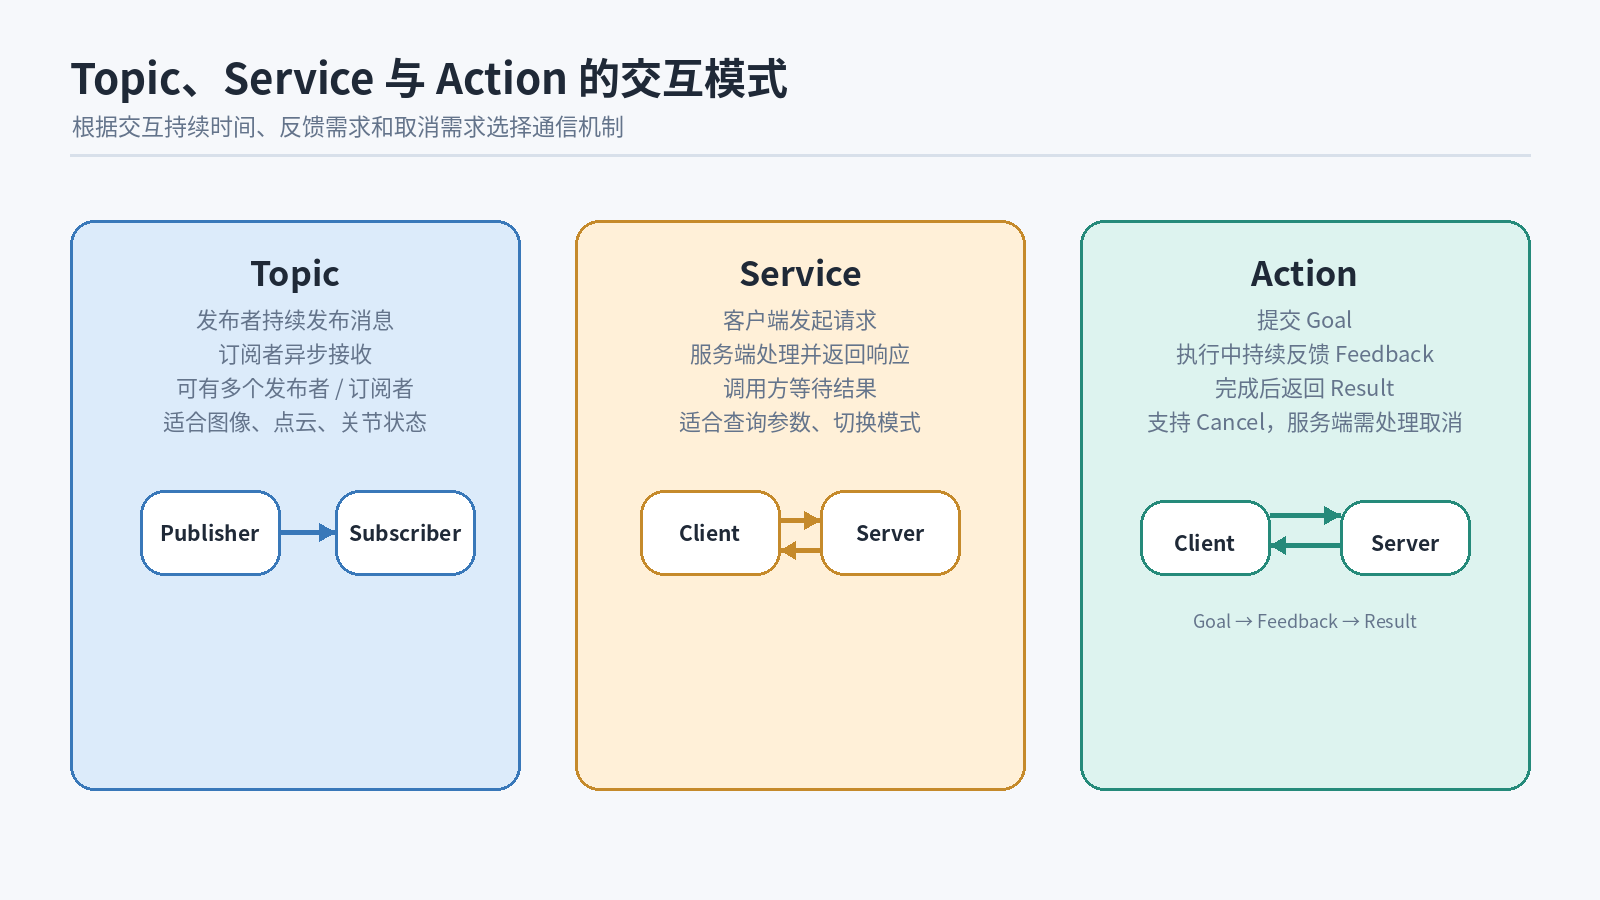 Topic、Service 与 Action 的交互模式
根据交互持续时间、反馈需求和取消需求选择通信机制
Topic
发布者持续发布消息
订阅者异步接收
可有多个发布者 / 订阅者
适合图像、点云、关节状态
Publisher
Subscriber
Service
客户端发起请求
服务端处理并返回响应
调用方等待结果
适合查询参数、切换模式
Client
Server
Action
提交 Goal
执行中持续反馈 Feedback
完成后返回 Result
支持 Cancel，服务端需处理取消
Client
Server
Goal → Feedback → Result